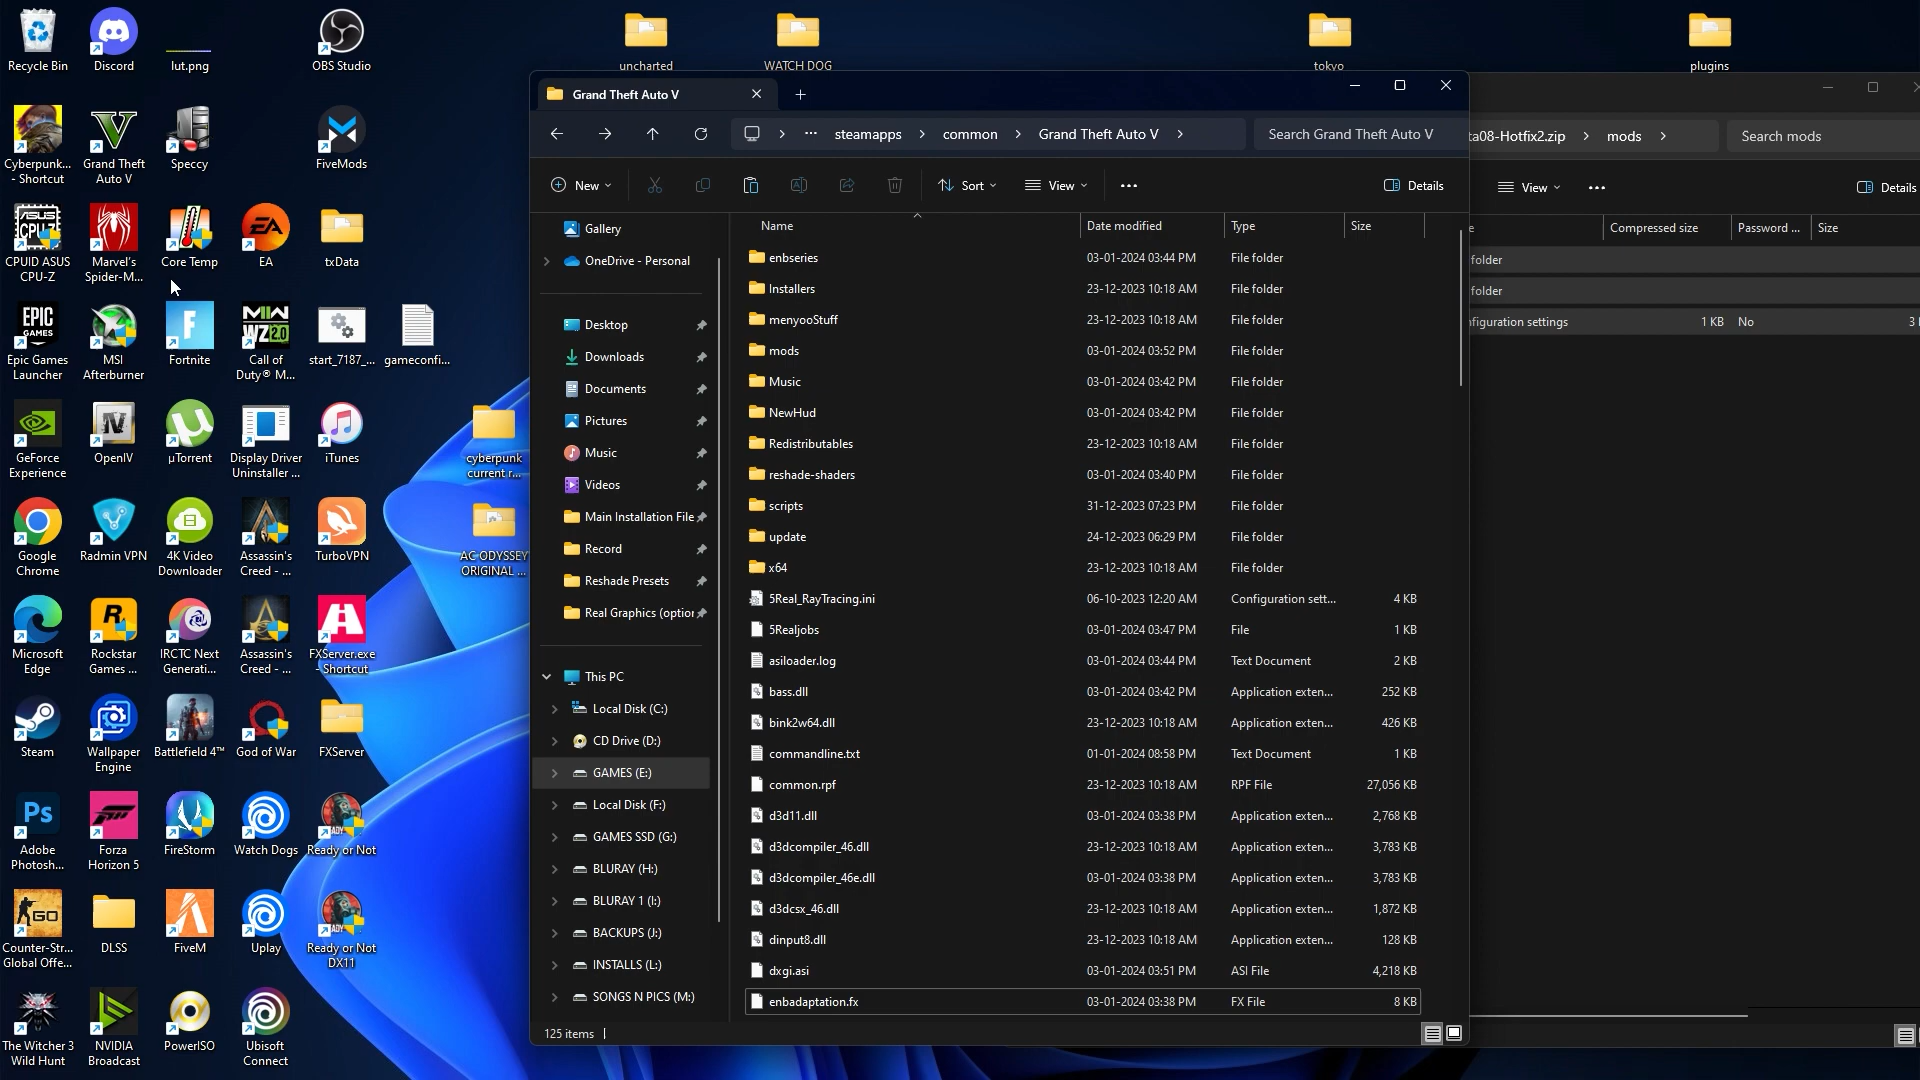 Recycle Bin
Discord
lut.png
OBS Studio
uncharted
WATCH DOG
tokyo
plugins
Cyberpunk...
- Shortcut
Grand Theft
Auto V
Speccy
FiveMods
CPUID ASUS
CPU-Z
Marvel's
Spider-M...
Core Temp
EA
txData
Epic Games
Launcher
MSI
Afterburner
Fortnite
Call of
Duty® M...
start_7187_...
gameconfi...
GeForce
Experience
OpenIV
µTorrent
Display Driver
Uninstaller ...
iTunes
cyberpunk
current r...
Google
Chrome
Radmin VPN
4K Video
Downloader
Assassin's
Creed - ...
TurboVPN
AC ODYSSEY
ORIGINAL ...
Microsoft
Edge
Rockstar
Games ...
IRCTC Next
Generati...
Assassin's
Creed - ...
FXServer.exe
- Shortcut
Steam
Wallpaper
Engine
Battlefield 4™
God of War
FXServer
Adobe
Photosh...
Forza
Horizon 5
FireStorm
Watch Dogs
Ready or Not
Counter-Str...
Global Offe...
DLSS
FiveM
Uplay
Ready or Not
DX11
The Witcher 3
Wild Hunt
NVIDIA
Broadcast
PowerISO
Ubisoft
Connect
Grand Theft Auto V
steamapps > common > Grand Theft Auto V >
Search Grand Theft Auto V
New
Sort
View
Details
Gallery
OneDrive - Personal
Desktop
Downloads
Documents
Pictures
Music
Videos
Main Installation File
Record
Reshade Presets
Real Graphics (option
This PC
Local Disk (C:)
CD Drive (D:)
GAMES (E:)
Local Disk (F:)
GAMES SSD (G:)
BLURAY (H:)
BLURAY 1 (I:)
BACKUPS (J:)
INSTALLS (L:)
SONGS N PICS (M:)
Name Date modified Type Size
enbseries 03-01-2024 03:44 PM File folder
Installers 23-12-2023 10:18 AM File folder
menyooStuff 23-12-2023 10:18 AM File folder
mods 03-01-2024 03:52 PM File folder
Music 03-01-2024 03:42 PM File folder
NewHud 03-01-2024 03:42 PM File folder
Redistributables 23-12-2023 10:18 AM File folder
reshade-shaders 03-01-2024 03:40 PM File folder
scripts 31-12-2023 07:23 PM File folder
update 24-12-2023 06:29 PM File folder
x64 23-12-2023 10:18 AM File folder
5Real_RayTracing.ini 06-10-2023 12:20 AM Configuration sett... 4 KB
5Realjobs 03-01-2024 03:47 PM File 1 KB
asiloader.log 03-01-2024 03:44 PM Text Document 2 KB
bass.dll 03-01-2024 03:42 PM Application exten... 252 KB
bink2w64.dll 23-12-2023 10:18 AM Application exten... 426 KB
commandline.txt 01-01-2024 08:58 PM Text Document 1 KB
common.rpf 23-12-2023 10:18 AM RPF File 27,056 KB
d3d11.dll 03-01-2024 03:38 PM Application exten... 2,768 KB
d3dcompiler_46.dll 23-12-2023 10:18 AM Application exten... 3,783 KB
d3dcompiler_46e.dll 03-01-2024 03:38 PM Application exten... 3,783 KB
d3dcsx_46.dll 23-12-2023 10:18 AM Application exten... 1,872 KB
dinput8.dll 23-12-2023 10:18 AM Application exten... 128 KB
dxgi.asi 03-01-2024 03:51 PM ASI File 4,218 KB
enbadaptation.fx 03-01-2024 03:38 PM FX File 8 KB
125 items
ta08-Hotfix2.zip > mods >
Search mods
View
Details
e Compressed size Password ... Size
folder
folder
figuration settings 1 KB No 3